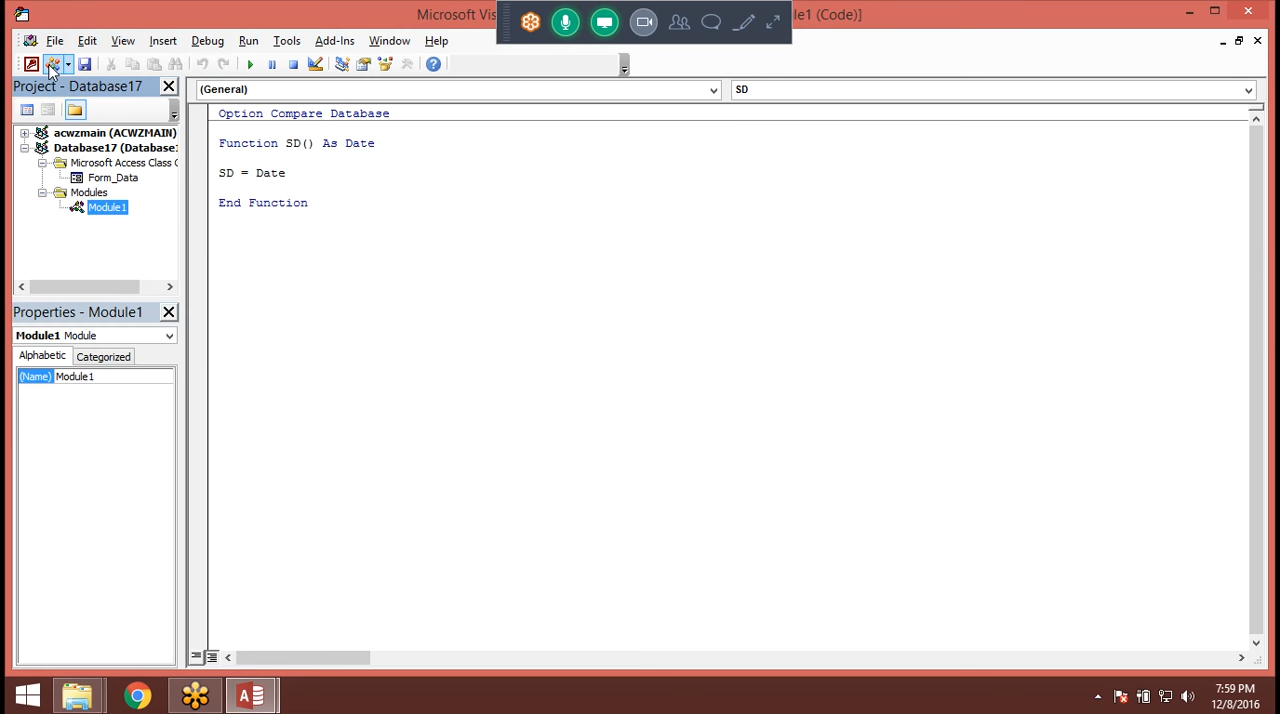 Microsoft Vis
le1 (Code)]
File Edit View Insert Debug Run Tools Add-Ins Window Help
Project - Database17
(General)
SD
acwzmain (ACWZMAIN)
Database17 (Database
Microsoft Access Class
Form_Data
Modules
Module1
Option Compare Database
Function SD() As Date
SD = Date
End Function
Properties - Module1
Module1 Module
Alphabetic Categorized
(Name) Module1
7:59 PM
12/8/2016